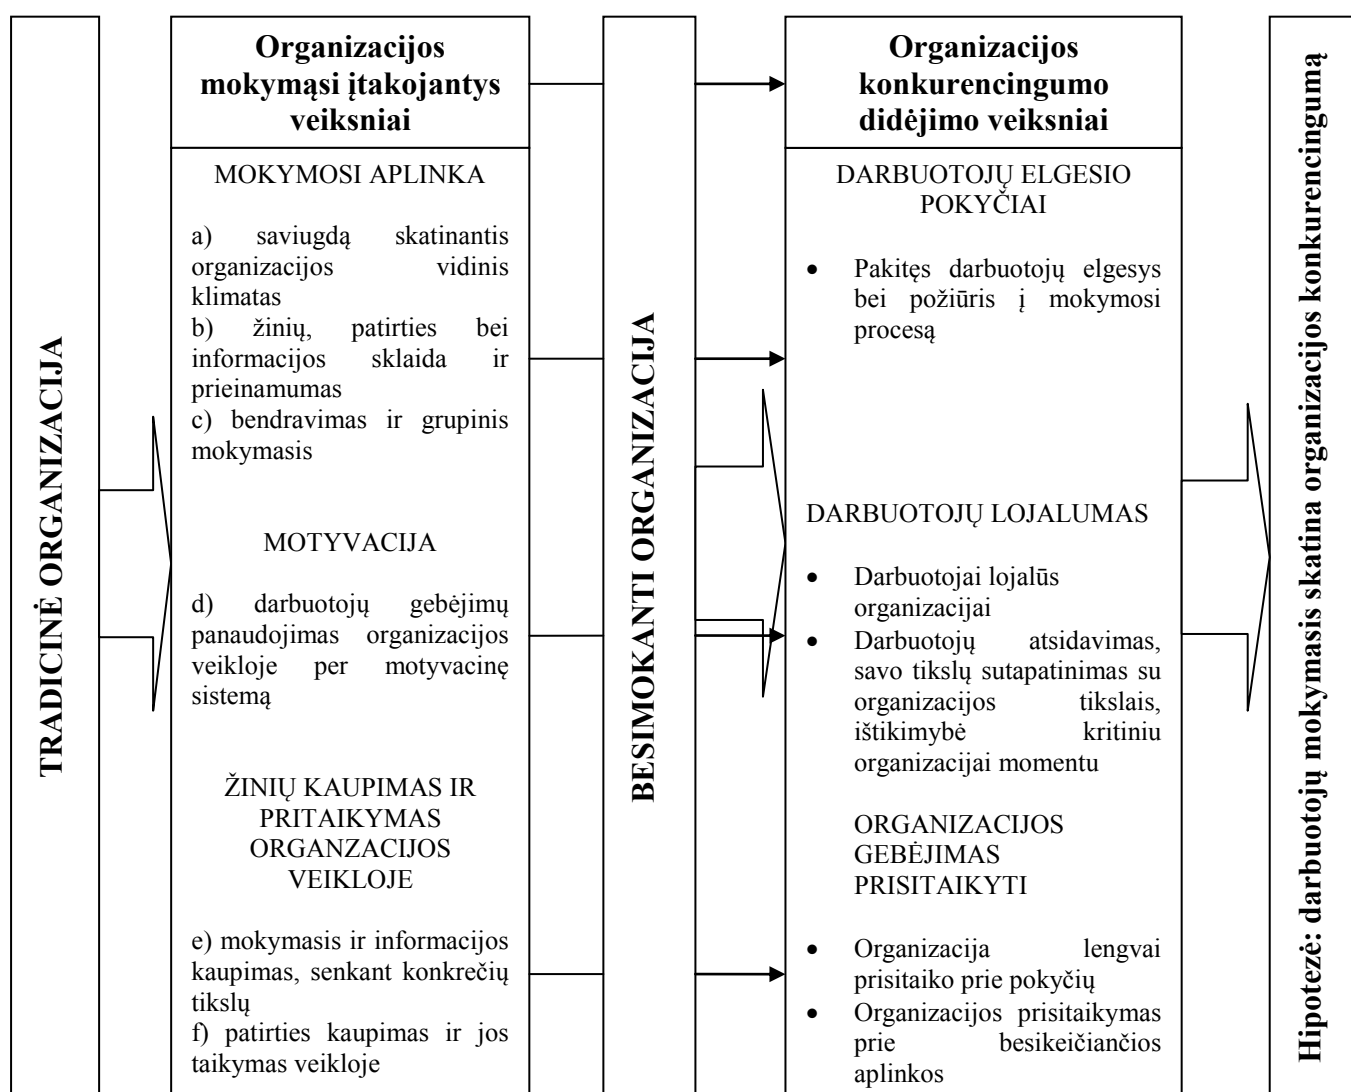 TRADICINĖ ORGANIZACIJA
Organizacijos
mokymąsi įtakojantys
veiksniai
MOKYMOSI APLINKA
a) saviugdą skatinantis
organizacijos vidinis
klimatas
b) žinių, patirties bei
informacijos sklaida ir
prieinamumas
c) bendravimas ir grupinis
mokymasis
MOTYVACIJA
d) darbuotojų gebėjimų
panaudojimas organizacijos
veikloje per motyvacinę
sistemą
ŽINIŲ KAUPIMAS IR
PRITAIKYMAS
ORGANZACIJOS
VEIKLOJE
e) mokymasis ir informacijos
kaupimas, senkant konkrečių
tikslų
f) patirties kaupimas ir jos
taikymas veikloje
BESIMOKANTI ORGANIZACIJA
Organizacijos
konkurencingumo
didėjimo veiksniai
DARBUOTOJŲ ELGESIO
POKYČIAI
• Pakitęs darbuotojų elgesys
bei požiūris į mokymosi
procesą
DARBUOTOJŲ LOJALUMAS
• Darbuotojai lojalūs
organizacijai
• Darbuotojų atsidavimas,
savo tikslų sutapatinimas su
organizacijos tikslais,
ištikimybė kritiniu
organizacijai momentu
ORGANIZACIJOS
GEBĖJIMAS
PRISITAIKYTI
• Organizacija lengvai
prisitaiko prie pokyčių
• Organizacijos prisitaikymas
prie besikeičiančios
aplinkos
Hipotezė: darbuotojų mokymasis skatina organizacijos konkurencingumą